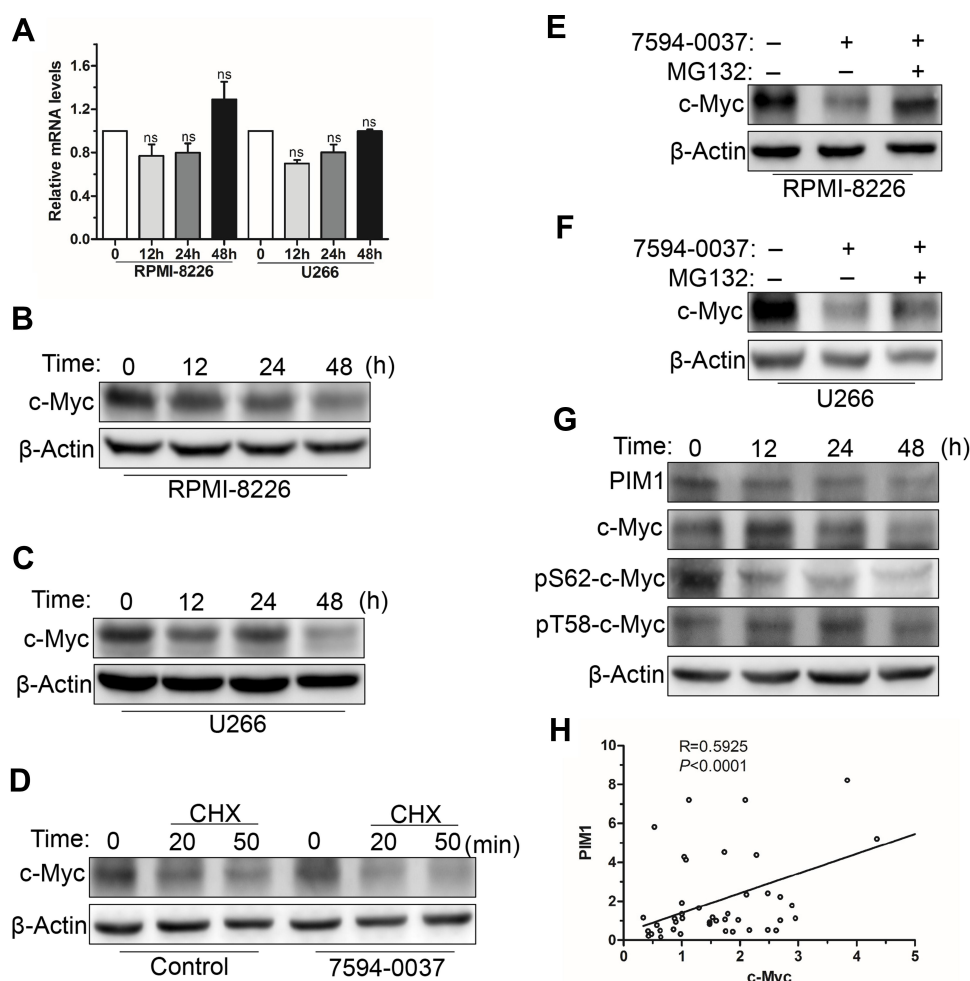 A
Relative mRNA levels
1.6
1.2
0.8
0.4
0.0
ns ns ns ns ns ns
0 12h 24h 48h 0 12h 24h 48h
RPMI-8226 U266
B
Time: 0 12 24 48 (h)
c-Myc
β-Actin
RPMI-8226
C
Time: 0 12 24 48 (h)
c-Myc
β-Actin
U266
D
CHX CHX
Time: 0 20 50 0 20 50 (min)
c-Myc
β-Actin
Control 7594-0037
E
7594-0037: – + +
MG132: – – +
c-Myc
β-Actin
RPMI-8226
F
7594-0037: – + +
MG132: – – +
c-Myc
β-Actin
U266
G
Time: 0 12 24 48 (h)
PIM1
c-Myc
pS62-c-Myc
pT58-c-Myc
β-Actin
H
R=0.5925
P<0.0001
PIM1
10
8
6
4
2
0
0 1 2 3 4 5
c-Myc